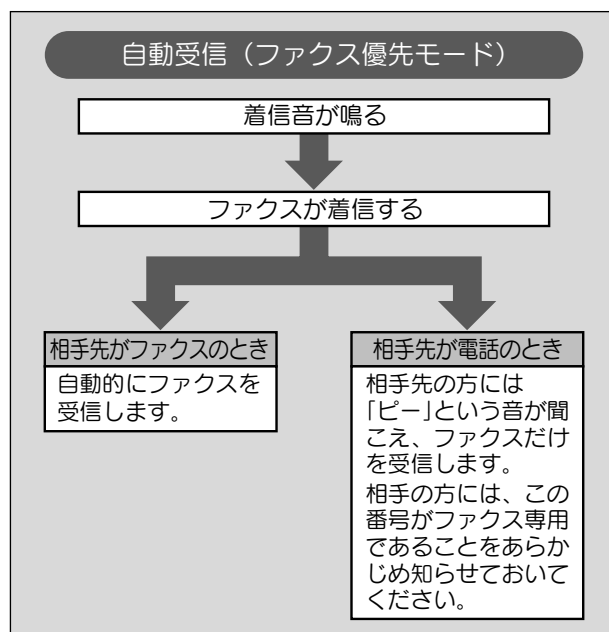 自動受信（ファクス優先モード）
着信音が鳴る
ファクスが着信する
相手先がファクスのとき
自動的にファクスを
受信します。
相手先が電話のとき
相手先の方には
「ピー」という音が聞
こえ、ファクスだけ
を受信します。
相手の方には、この
番号がファクス専用
であることをあらか
じめ知らせておいて
ください。